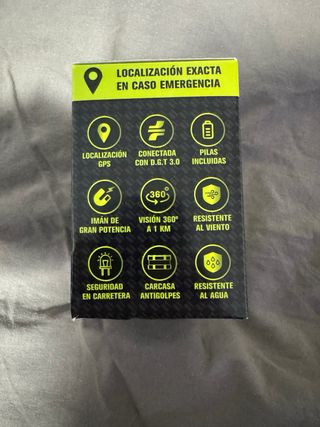 LOCALIZACIÓN EXACTA
EN CASO EMERGENCIA
LOCALIZACIÓN
GPS
CONECTADA
CON D.G.T 3.0
PILAS
INCLUIDAS
IMÁN DE
GRAN POTENCIA
360°
VISIÓN 360º
A 1 KM
RESISTENTE
AL VIENTO
SEGURIDAD
EN CARRETERA
CARCASA
ANTIGOLPES
RESISTENTE
AL AGUA